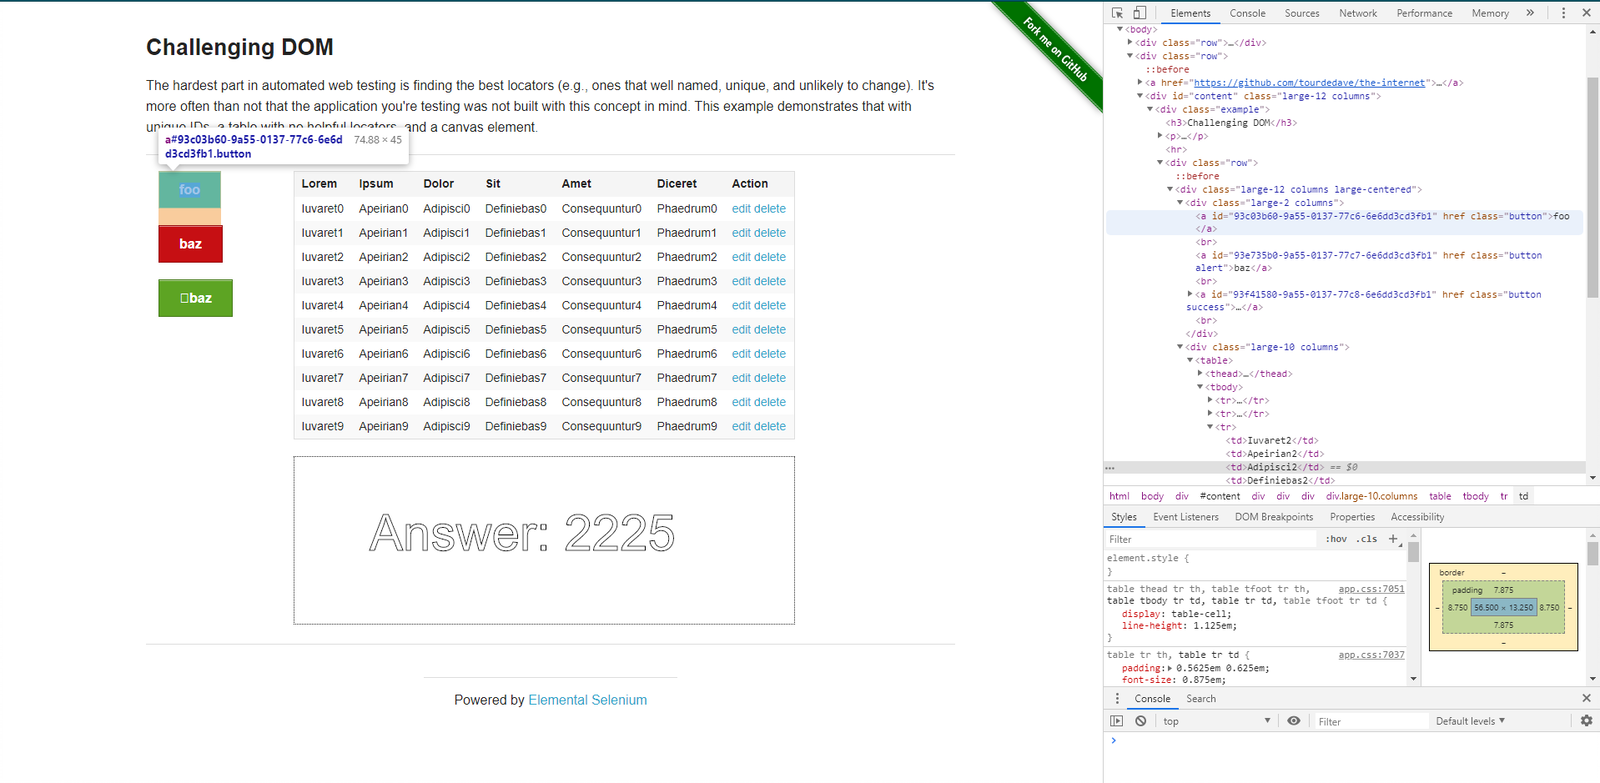 Challenging DOM
The hardest part in automated web testing is finding the best locators (e.g., ones that well named, unique, and unlikely to change). It's
more often than not that the application you're testing was not built with this concept in mind. This example demonstrates that with
unique IDs, a table with no helpful locators, and a canvas element.
a#93c03b60-9a55-0137-77c6-6e6d 74.88 × 45
d3cd3fb1.button
foo
baz
baz
Lorem Ipsum Dolor Sit Amet Diceret Action
Iuvaret0 Apeirian0 Adipisci0 Definiebas0 Consequuntur0 Phaedrum0 edit delete
Iuvaret1 Apeirian1 Adipisci1 Definiebas1 Consequuntur1 Phaedrum1 edit delete
Iuvaret2 Apeirian2 Adipisci2 Definiebas2 Consequuntur2 Phaedrum2 edit delete
Iuvaret3 Apeirian3 Adipisci3 Definiebas3 Consequuntur3 Phaedrum3 edit delete
Iuvaret4 Apeirian4 Adipisci4 Definiebas4 Consequuntur4 Phaedrum4 edit delete
Iuvaret5 Apeirian5 Adipisci5 Definiebas5 Consequuntur5 Phaedrum5 edit delete
Iuvaret6 Apeirian6 Adipisci6 Definiebas6 Consequuntur6 Phaedrum6 edit delete
Iuvaret7 Apeirian7 Adipisci7 Definiebas7 Consequuntur7 Phaedrum7 edit delete
Iuvaret8 Apeirian8 Adipisci8 Definiebas8 Consequuntur8 Phaedrum8 edit delete
Iuvaret9 Apeirian9 Adipisci9 Definiebas9 Consequuntur9 Phaedrum9 edit delete
Answer: 2225
Powered by Elemental Selenium
Fork me on GitHub
Elements Console Sources Network Performance Memory »
<body>
<div class="row">…</div>
<div class="row">
::before
<a href="https://github.com/tourdedave/the-internet">…</a>
<div id="content" class="large-12 columns">
<div class="example">
<h3>Challenging DOM</h3>
<p>…</p>
<hr>
<div class="row">
::before
<div class="large-12 columns large-centered">
<div class="large-2 columns">
<a id="93c03b60-9a55-0137-77c6-6e6dd3cd3fb1" href class="button">foo
</a>
<br>
<a id="93e735b0-9a55-0137-77c7-6e6dd3cd3fb1" href class="button
alert">baz</a>
<br>
<a id="93f41580-9a55-0137-77c8-6e6dd3cd3fb1" href class="button
success">…</a>
<br>
</div>
<div class="large-10 columns">
<table>
<thead>…</thead>
<tbody>
<tr>…</tr>
<tr>…</tr>
<tr>
<td>Iuvaret2</td>
<td>Apeirian2</td>
<td>Adipisci2</td> == $0
<td>Definiebas2</td>
html body div #content div div div div.large-10.columns table tbody tr td
Styles Event Listeners DOM Breakpoints Properties Accessibility
Filter :hov .cls +
element.style {
}
table thead tr th, table tfoot tr th, app.css:7051
table tbody tr td, table tr td, table tfoot tr td {
display: table-cell;
line-height: 1.125em;
}
table tr th, table tr td { app.css:7037
padding: 0.5625em 0.625em;
font-size: 0.875em;
border –
padding 7.875
– 8.750 56.500 × 13.250 8.750 –
7.875
–
Console Search
top Filter Default levels